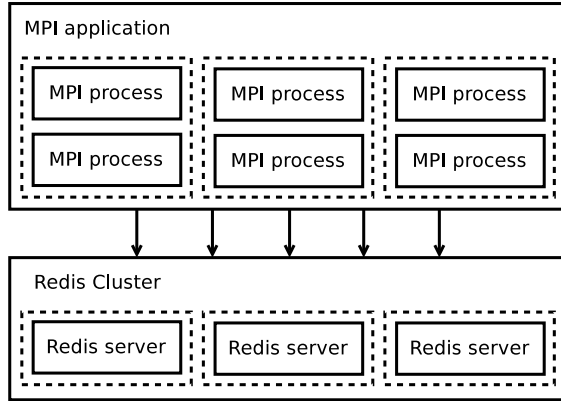 MPI application
MPI process MPI process MPI process
MPI process MPI process MPI process
Redis Cluster
Redis server Redis server Redis server